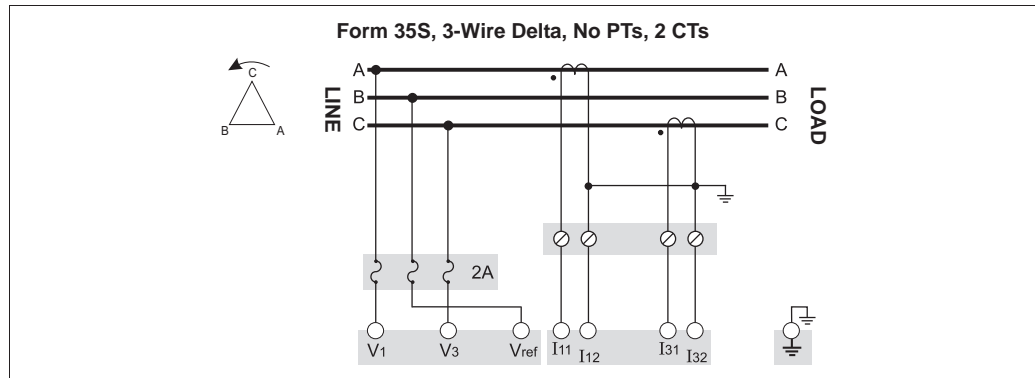 Form 35S, 3-Wire Delta, No PTs, 2 CTs
C
B
A
LINE
A
B
C
A
B
C
LOAD
2A
V1
V3
Vref
I11
I12
I31
I32